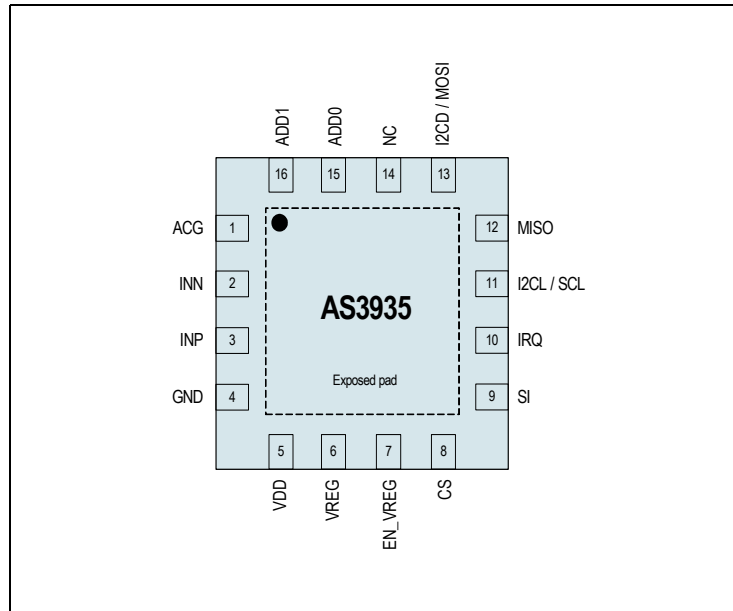 ADD1
ADD0
NC
I2CD / MOSI
16
15
14
13
ACG
1
12
MISO
INN
2
11
I2CL / SCL
AS3935
INP
3
10
IRQ
Exposed pad
GND
4
9
SI
5
6
7
8
VDD
VREG
EN_VREG
CS